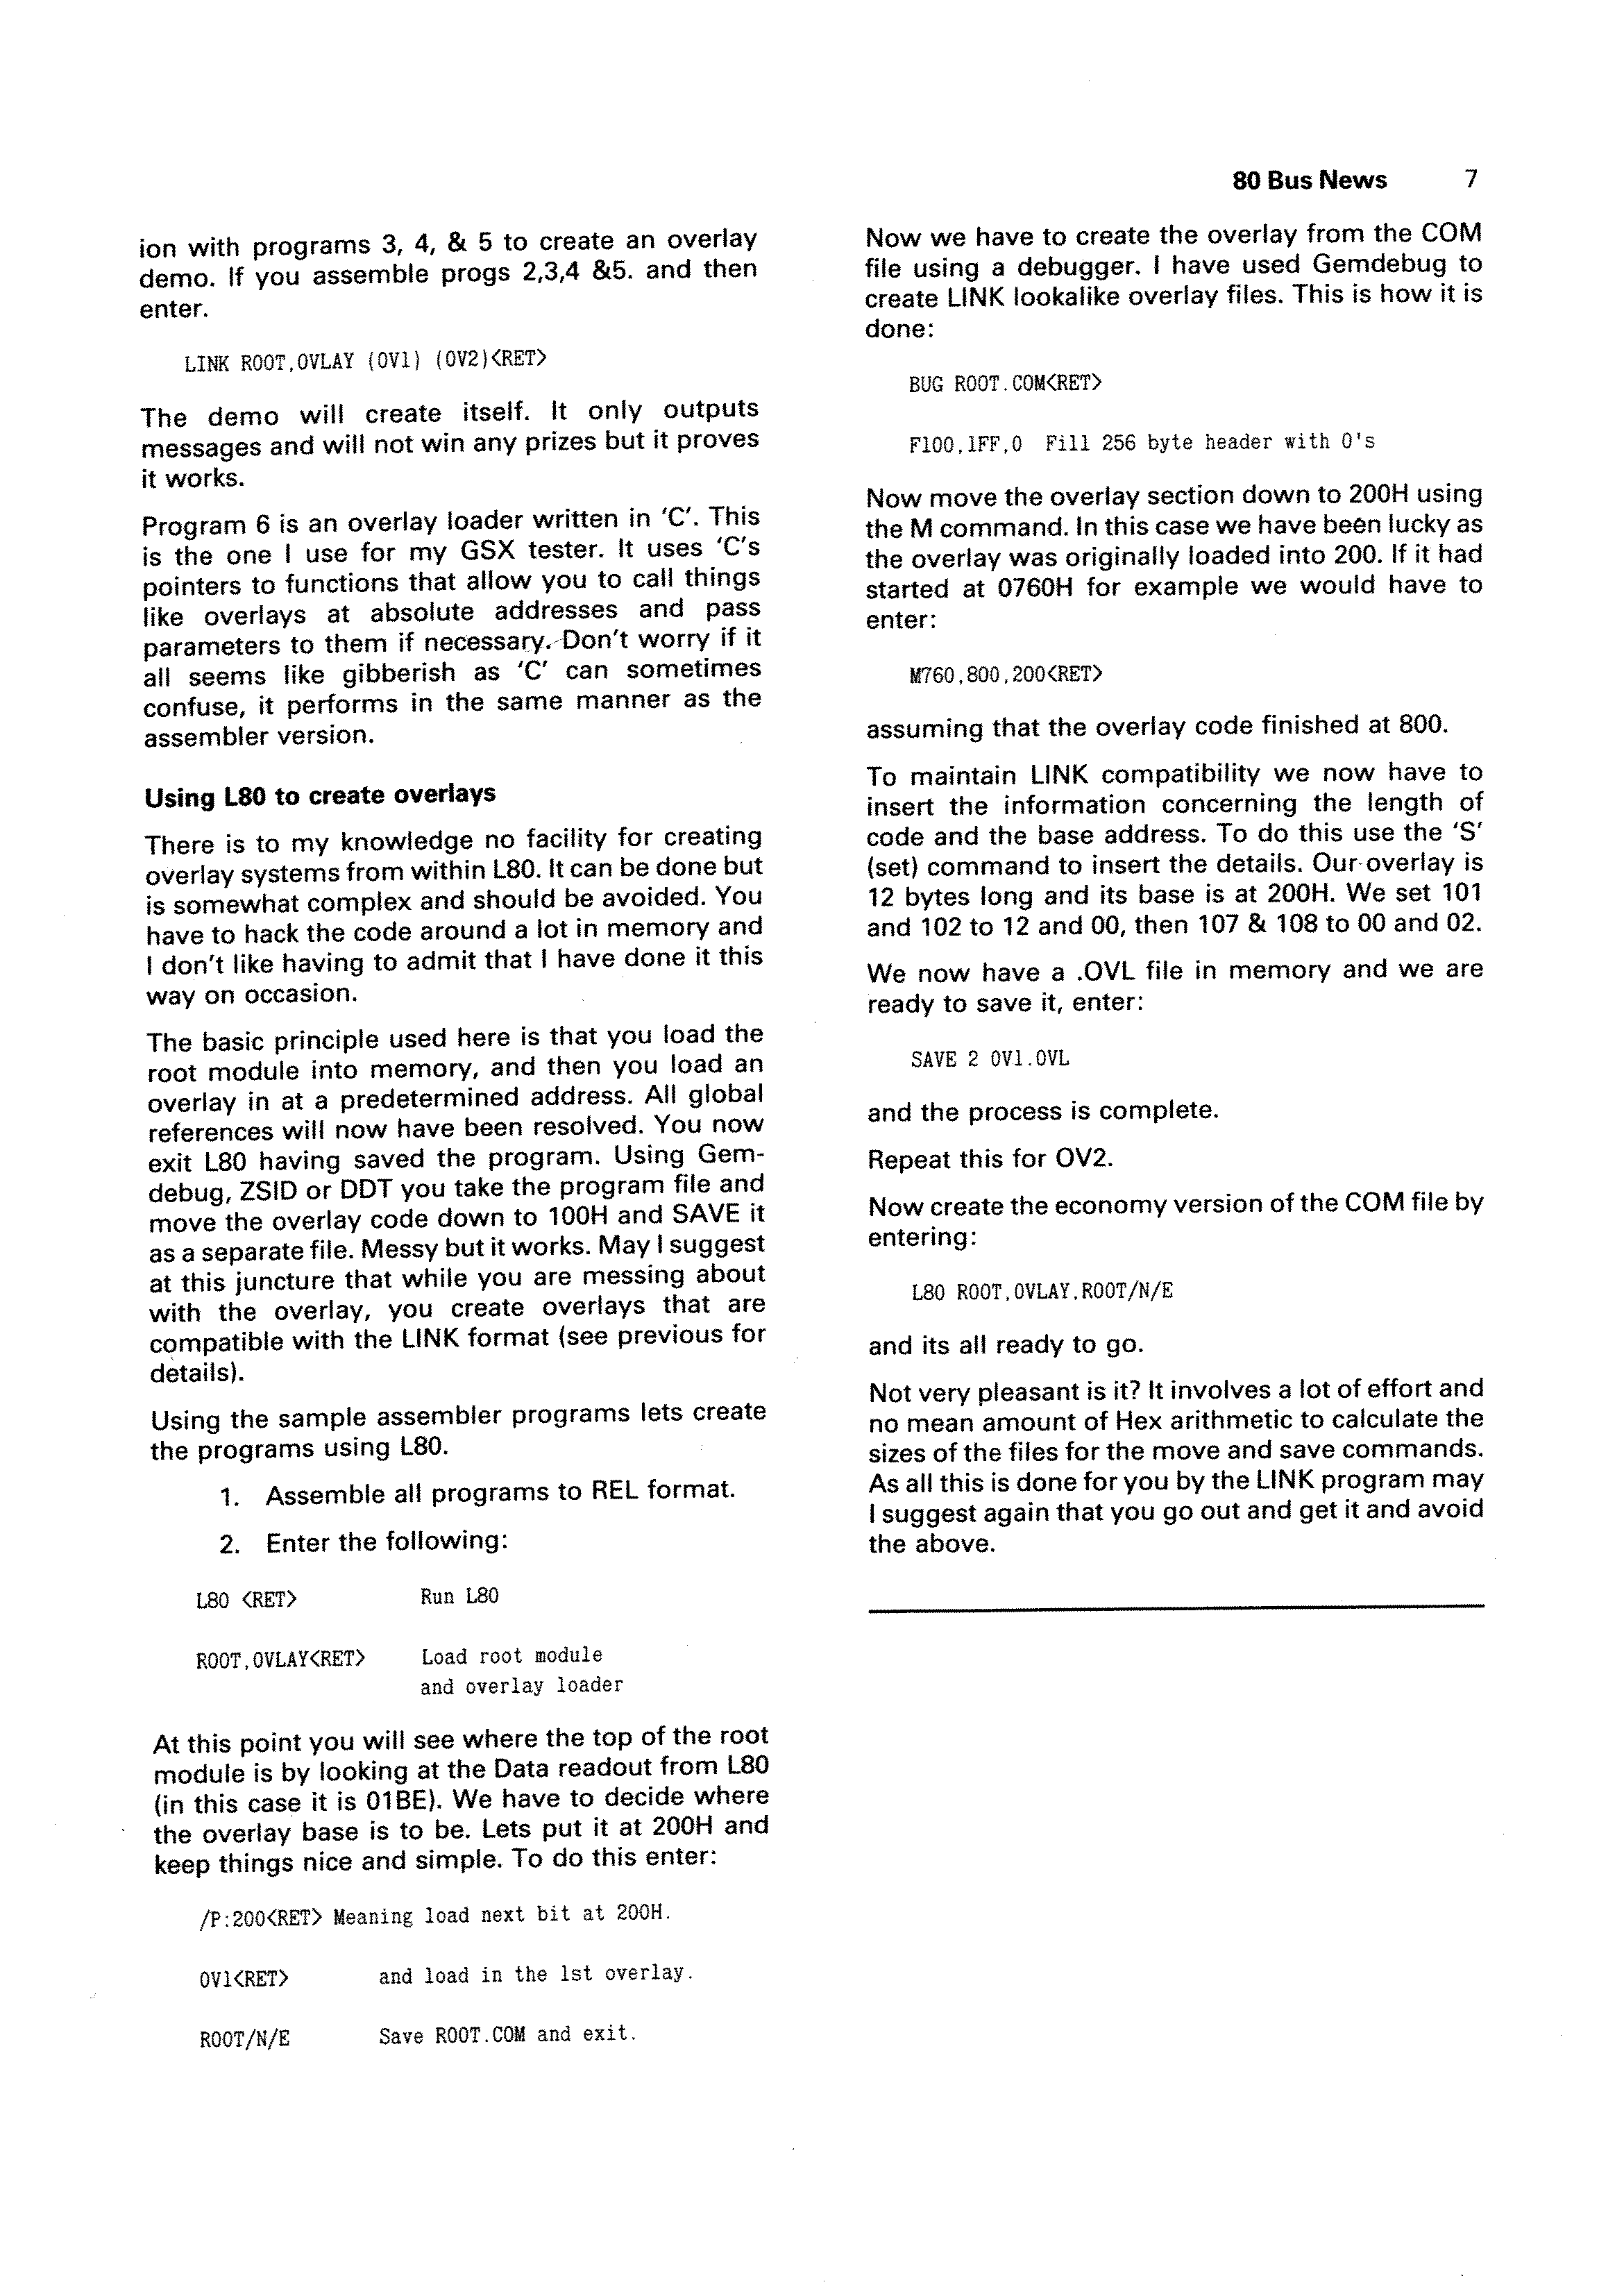 80 Bus News 7
ion with programs 3, 4, & 5 to create an overlay
demo. If you assemble progs 2,3,4 &5. and then
enter.
LINK ROOT,OVLAY (OV1) (OV2)<RET>
The demo will create itself. It only outputs
messages and will not win any prizes but it proves
it works.
Program 6 is an overlay loader written in 'C'. This
is the one I use for my GSX tester. It uses 'C's
pointers to functions that allow you to call things
like overlays at absolute addresses and pass
parameters to them if necessary. Don't worry if it
all seems like gibberish as 'C' can sometimes
confuse, it performs in the same manner as the
assembler version.
Using L80 to create overlays
There is to my knowledge no facility for creating
overlay systems from within L80. It can be done but
is somewhat complex and should be avoided. You
have to hack the code around a lot in memory and
I don't like having to admit that I have done it this
way on occasion.
The basic principle used here is that you load the
root module into memory, and then you load an
overlay in at a predetermined address. All global
references will now have been resolved. You now
exit L80 having saved the program. Using Gem-
debug, ZSID or DDT you take the program file and
move the overlay code down to 100H and SAVE it
as a separate file. Messy but it works. May I suggest
at this juncture that while you are messing about
with the overlay, you create overlays that are
compatible with the LINK format (see previous for
details).
Using the sample assembler programs lets create
the programs using L80.
1. Assemble all programs to REL format.
2. Enter the following:
L80 <RET> Run L80
ROOT,OVLAY<RET> Load root module
and overlay loader
At this point you will see where the top of the root
module is by looking at the Data readout from L80
(in this case it is 01BE). We have to decide where
the overlay base is to be. Lets put it at 200H and
keep things nice and simple. To do this enter:
/P:200<RET> Meaning load next bit at 200H.
OV1<RET> and load in the 1st overlay.
ROOT/N/E Save ROOT.COM and exit.
Now we have to create the overlay from the COM
file using a debugger. I have used Gemdebug to
create LINK lookalike overlay files. This is how it is
done:
BUG ROOT.COM<RET>
F100,1FF,0 Fill 256 byte header with 0's
Now move the overlay section down to 200H using
the M command. In this case we have been lucky as
the overlay was originally loaded into 200. If it had
started at 0760H for example we would have to
enter:
M760,800,200<RET>
assuming that the overlay code finished at 800.
To maintain LINK compatibility we now have to
insert the information concerning the length of
code and the base address. To do this use the 'S'
(set) command to insert the details. Our overlay is
12 bytes long and its base is at 200H. We set 101
and 102 to 12 and 00, then 107 & 108 to 00 and 02.
We now have a .OVL file in memory and we are
ready to save it, enter:
SAVE 2 OV1.OVL
and the process is complete.
Repeat this for OV2.
Now create the economy version of the COM file by
entering:
L80 ROOT,OVLAY,ROOT/N/E
and its all ready to go.
Not very pleasant is it? It involves a lot of effort and
no mean amount of Hex arithmetic to calculate the
sizes of the files for the move and save commands.
As all this is done for you by the LINK program may
I suggest again that you go out and get it and avoid
the above.